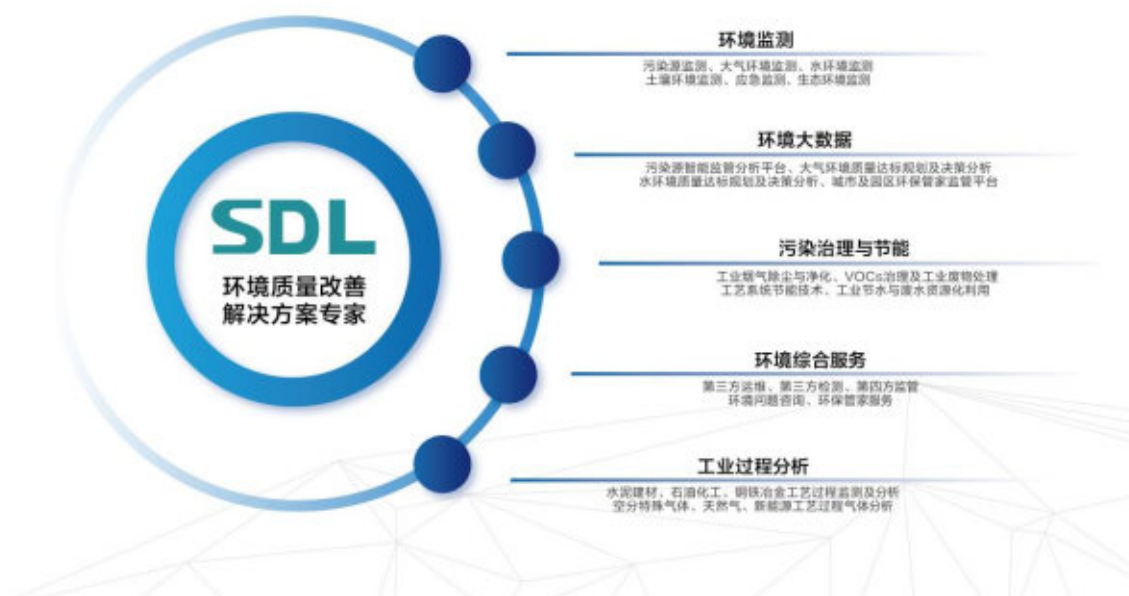 SDL
环境质量改善
解决方案专家
环境监测
污染源监测、大气环境监测、水环境监测
土壤环境监测、应急监测、生态环境监测
环境大数据
污染源智能监管分析平台、大气环境质量达标规划及决策分析
水环境质量达标规划及决策分析、城市及园区环保管家监管平台
污染治理与节能
工业烟气除尘与净化、VOCs治理及工业废物处理
工艺系统节能技术、工业节水与废水资源化利用
环境综合服务
第三方运维、第三方检测、第四方监管
环境问题咨询、环保管家服务
工业过程分析
水泥建材、石油化工、钢铁冶金工艺过程监测及分析
空分特殊气体、天然气、新能源工艺过程气体分析